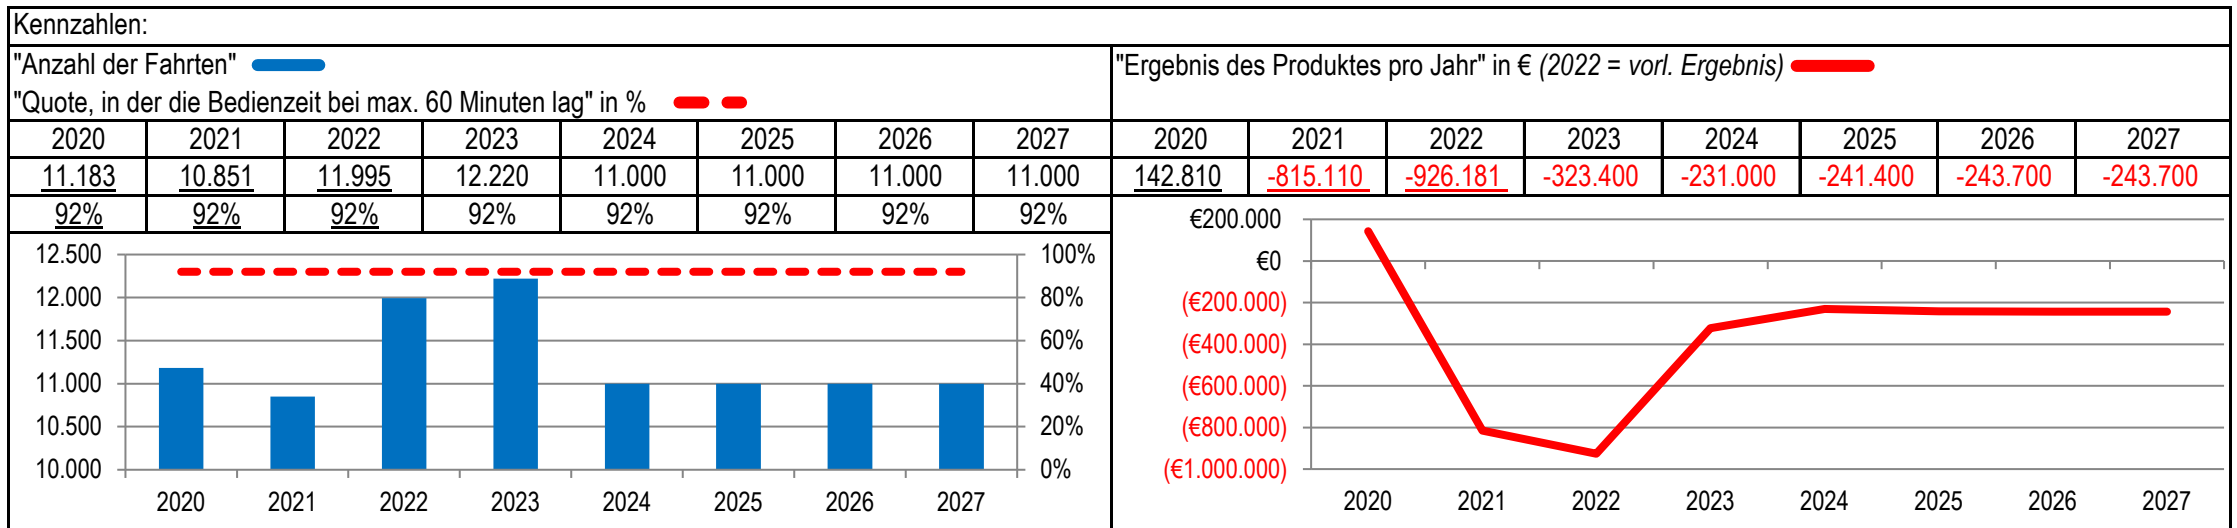 Kennzahlen:
"Anzahl der Fahrten"
"Quote, in der die Bedienzeit bei max. 60 Minuten lag" in %
2020 2021 2022 2023 2024 2025 2026 2027
11.183 10.851 11.995 12.220 11.000 11.000 11.000 11.000
92% 92% 92% 92% 92% 92% 92% 92%
12.500 100%
12.000 80%
11.500 60%
11.000 40%
10.500 20%
10.000 0%
2020 2021 2022 2023 2024 2025 2026 2027
"Ergebnis des Produktes pro Jahr" in € (2022 = vorl. Ergebnis)
2020 2021 2022 2023 2024 2025 2026 2027
142.810 -815.110 -926.181 -323.400 -231.000 -241.400 -243.700 -243.700
€200.000
€0
(€200.000)
(€400.000)
(€600.000)
(€800.000)
(€1.000.000)
2020 2021 2022 2023 2024 2025 2026 2027